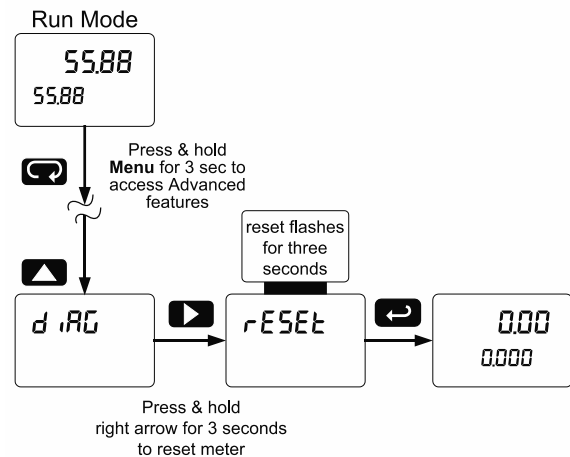 Run Mode
55.88
55.88
Press & hold
Menu for 3 sec to
access Advanced
features
reset flashes
for three
seconds
diAG
rESEt
0.00
0.000
Press & hold
right arrow for 3 seconds
to reset meter